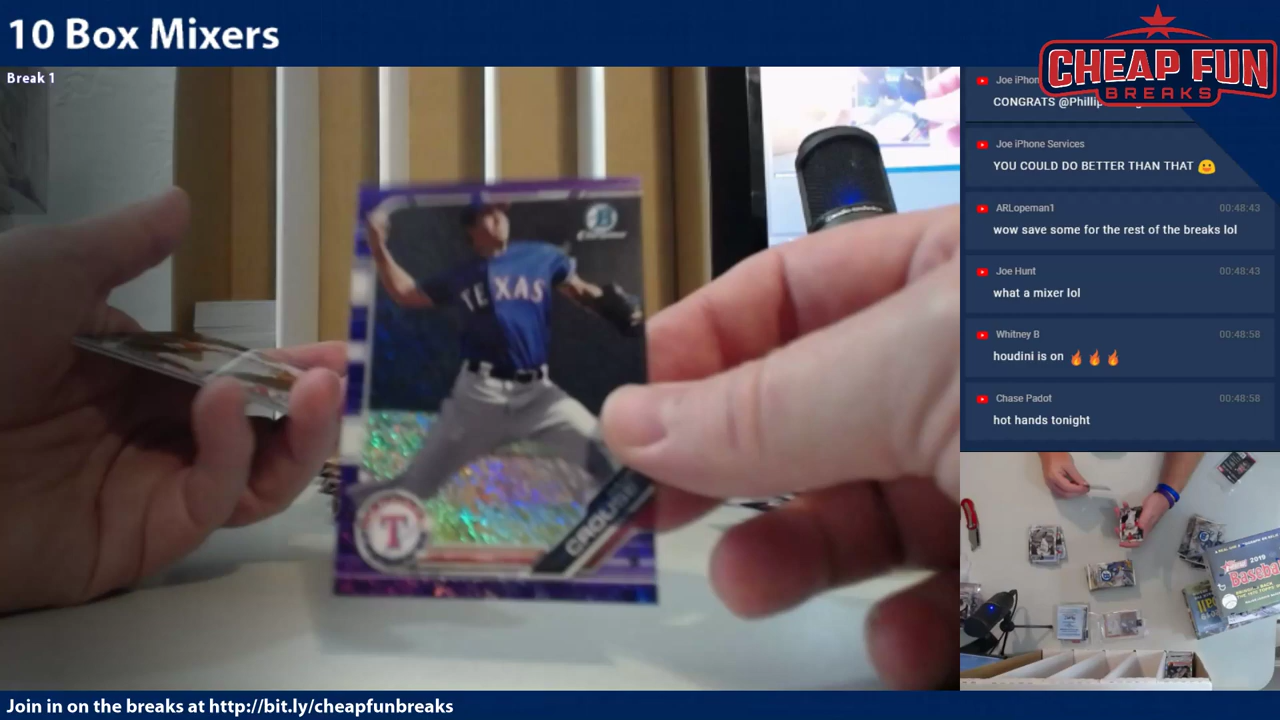 10 Box Mixers
Break 1
CHEAP FUN
BREAKS
Joe iPhon
CONGRATS @Phillip
Joe iPhone Services
YOU COULD DO BETTER THAN THAT
ARLopeman1 00:48:43
wow save some for the rest of the breaks lol
Joe Hunt 00:48:43
what a mixer lol
Whitney B 00:48:58
houdini is on
Chase Padot 00:48:58
hot hands tonight
TEXAS
T
2019
Baseba
Join in on the breaks at http://bit.ly/cheapfunbreaks